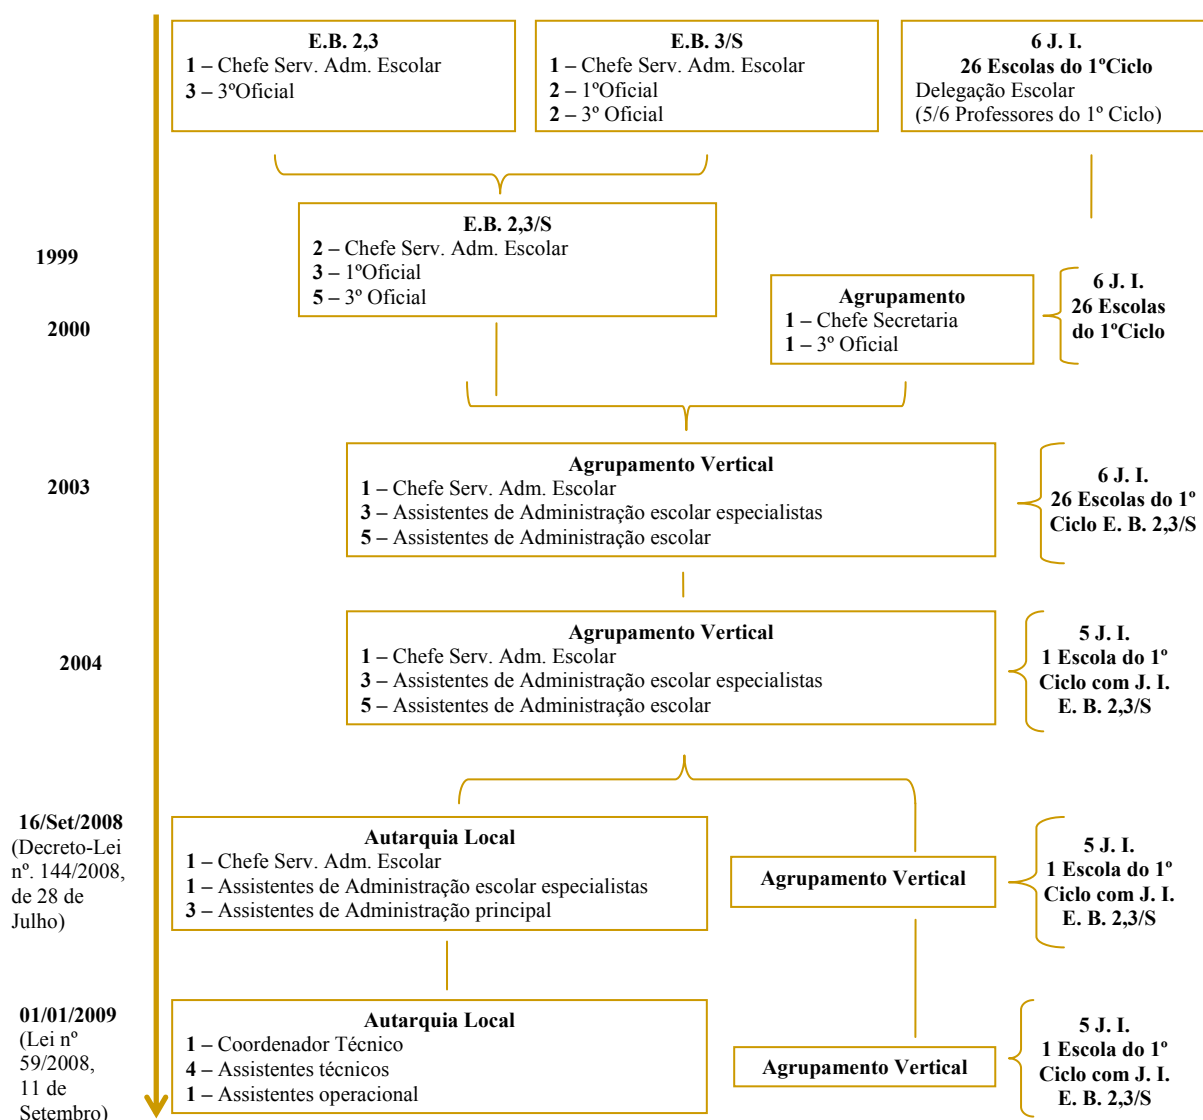 E.B. 2,3
1 – Chefe Serv. Adm. Escolar
3 – 3ºOficial
E.B. 3/S
1 – Chefe Serv. Adm. Escolar
2 – 1ºOficial
2 – 3º Oficial
6 J. I.
26 Escolas do 1ºCiclo
Delegação Escolar
(5/6 Professores do 1º Ciclo)
1999
E.B. 2,3/S
2 – Chefe Serv. Adm. Escolar
3 – 1ºOficial
5 – 3º Oficial
2000
Agrupamento
1 – Chefe Secretaria
1 – 3º Oficial
6 J. I.
26 Escolas
do 1ºCiclo
2003
Agrupamento Vertical
1 – Chefe Serv. Adm. Escolar
3 – Assistentes de Administração escolar especialistas
5 – Assistentes de Administração escolar
6 J. I.
26 Escolas do 1º
Ciclo E. B. 2,3/S
2004
Agrupamento Vertical
1 – Chefe Serv. Adm. Escolar
3 – Assistentes de Administração escolar especialistas
5 – Assistentes de Administração escolar
5 J. I.
1 Escola do 1º
Ciclo com J. I.
E. B. 2,3/S
16/Set/2008
(Decreto-Lei
nº. 144/2008,
de 28 de
Julho)
Autarquia Local
1 – Chefe Serv. Adm. Escolar
1 – Assistentes de Administração escolar especialistas
3 – Assistentes de Administração principal
Agrupamento Vertical
5 J. I.
1 Escola do 1º
Ciclo com J. I.
E. B. 2,3/S
01/01/2009
(Lei nº
59/2008,
11 de
Setembro)
Autarquia Local
1 – Coordenador Técnico
4 – Assistentes técnicos
1 – Assistentes operacional
Agrupamento Vertical
5 J. I.
1 Escola do 1º
Ciclo com J. I.
E. B. 2,3/S